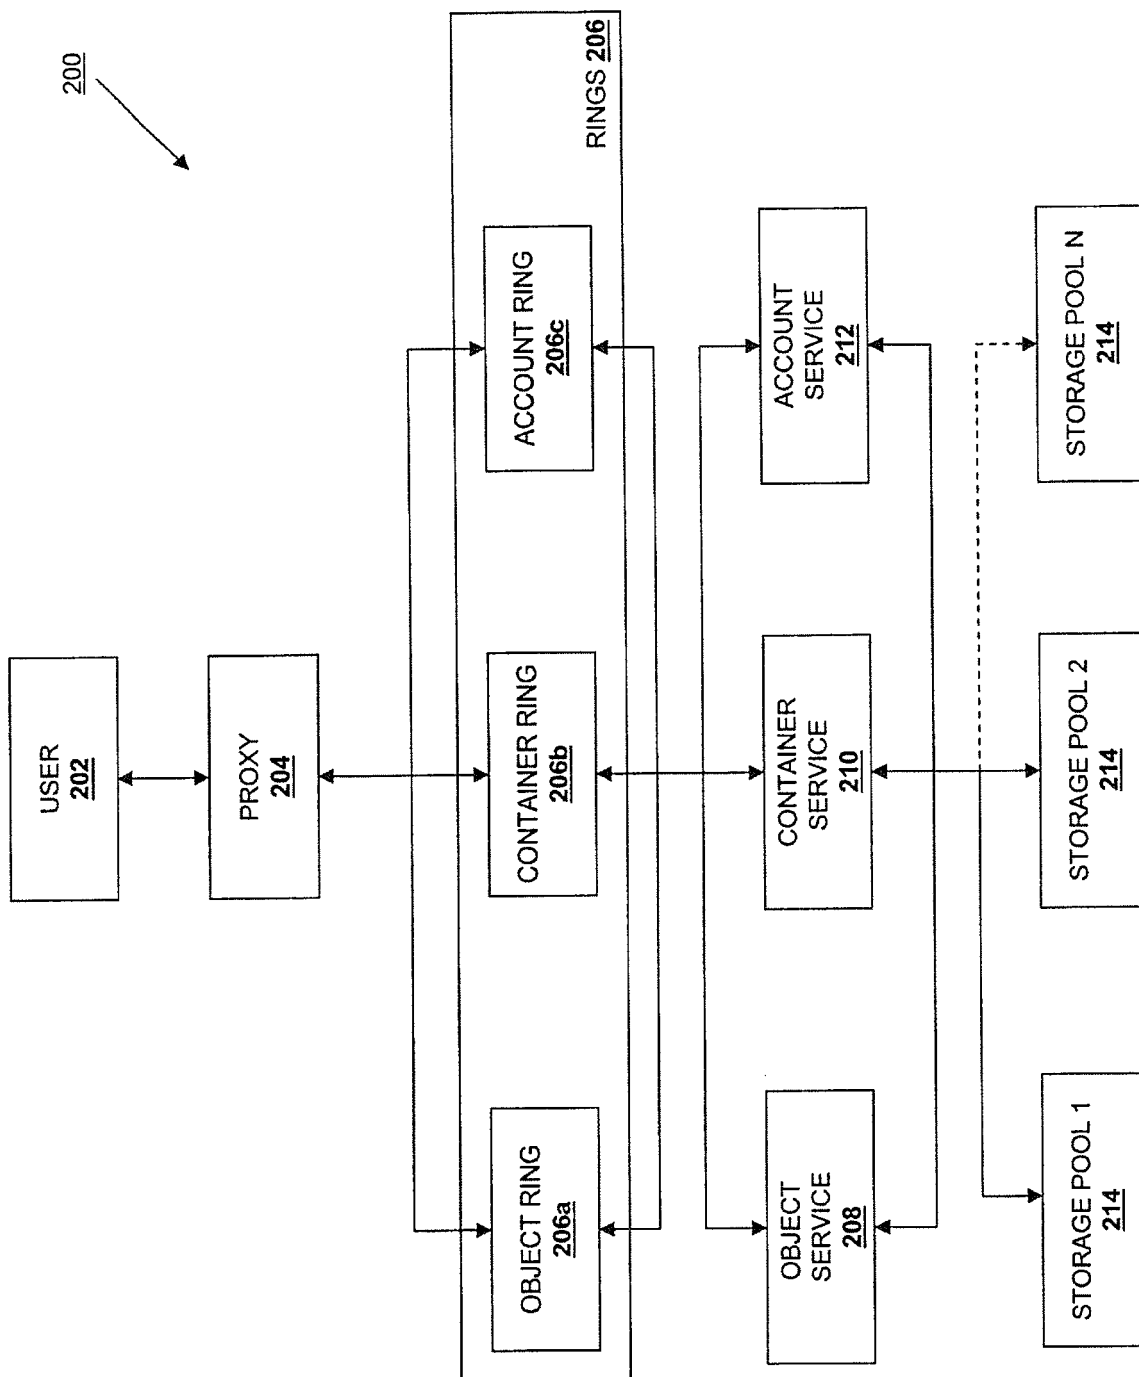 200
USER
202
PROXY
204
RINGS 206
OBJECT RING
206a
CONTAINER RING
206b
ACCOUNT RING
206c
OBJECT
SERVICE
208
CONTAINER
SERVICE
210
ACCOUNT
SERVICE
212
STORAGE POOL 1
214
STORAGE POOL 2
214
STORAGE POOL N
214